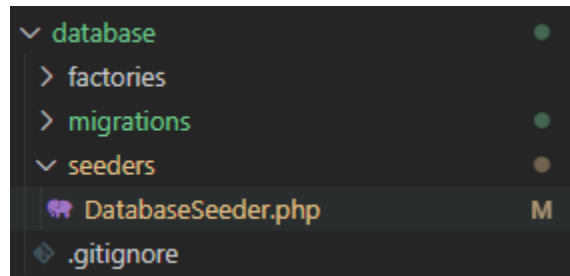 database
factories
migrations
seeders
DatabaseSeeder.php M
.gitignore